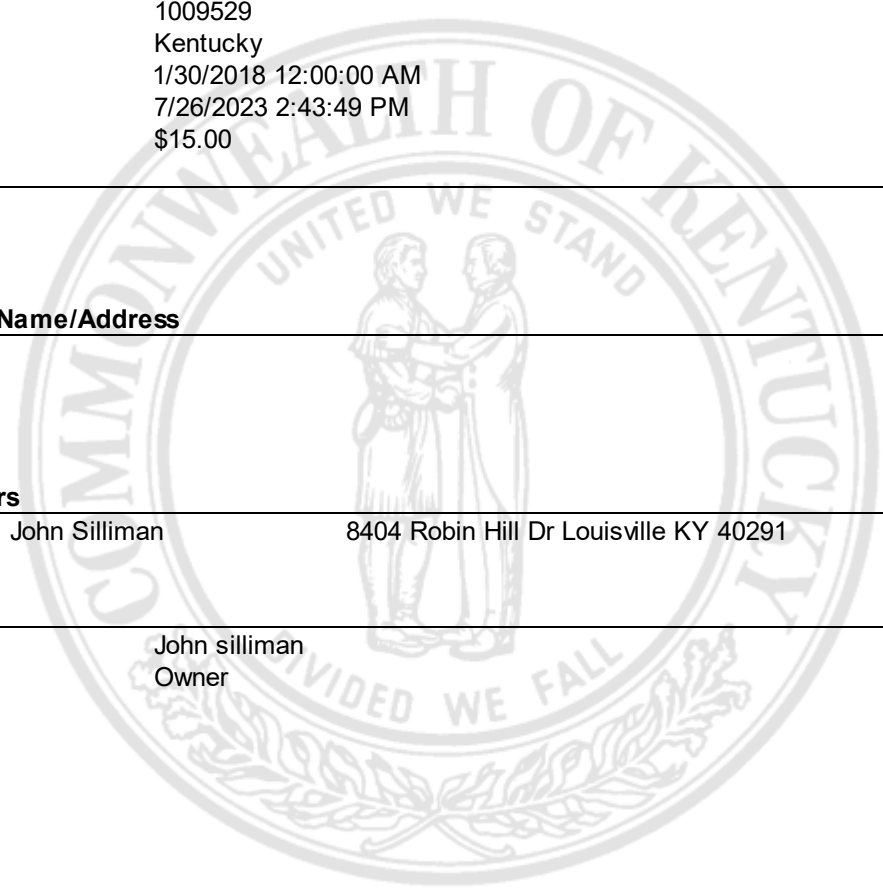 1009529
Kentucky
1/30/2018 12:00:00 AM
7/26/2023 2:43:49 PM
$15.00
COMMONWEALTH OF KENTUCKY
UNITED WE STAND
Name/Address
rs
John Silliman 8404 Robin Hill Dr Louisville KY 40291
John silliman
Owner
DIVIDED WE FALL